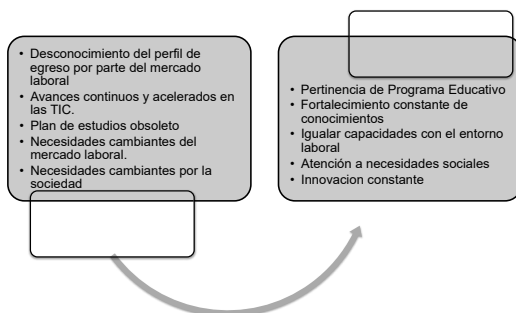 • Desconocimiento del perfil de
egreso por parte del mercado
laboral
• Avances continuos y acelerados en
las TIC.
• Plan de estudios obsoleto
• Necesidades cambiantes del
mercado laboral.
• Necesidades cambiantes por la
sociedad
• Pertinencia de Programa Educativo
• Fortalecimiento constante de
conocimientos
• Igualar capacidades con el entorno
laboral
• Atención a necesidades sociales
• Innovacion constante